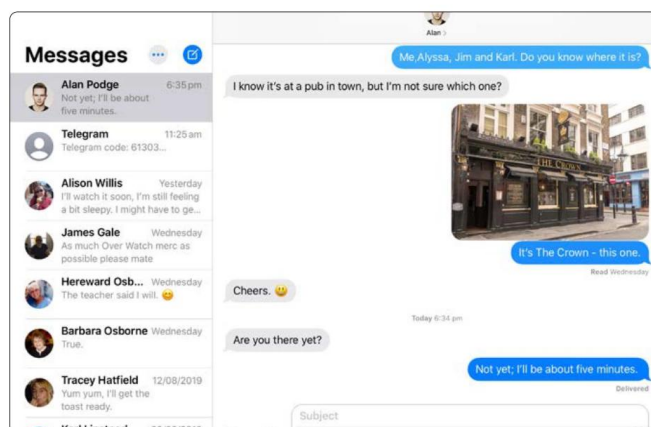 Messages
Alan Podge 6:35 pm
Not yet; I'll be about
five minutes.
Telegram 11:25 am
Telegram code: 61303...
Alison Willis Yesterday
I'll watch it soon, I'm still feeling
a bit sleepy. I might have to ge...
James Gale Wednesday
As much Over Watch merc as
possible please mate
Hereward Osb... Wednesday
The teacher said I will. 😊
Barbara Osborne Wednesday
True.
Tracey Hatfield 12/08/2019
Yum yum, I'll get the
toast ready.
Alan >
Me,Alyssa, Jim and Karl. Do you know where it is?
I know it's at a pub in town, but I'm not sure which one?
THE CROWN
It's The Crown - this one.
Read Wednesday
Cheers. 😀
Today 6:34 pm
Are you there yet?
Not yet; I'll be about five minutes.
Delivered
Subject